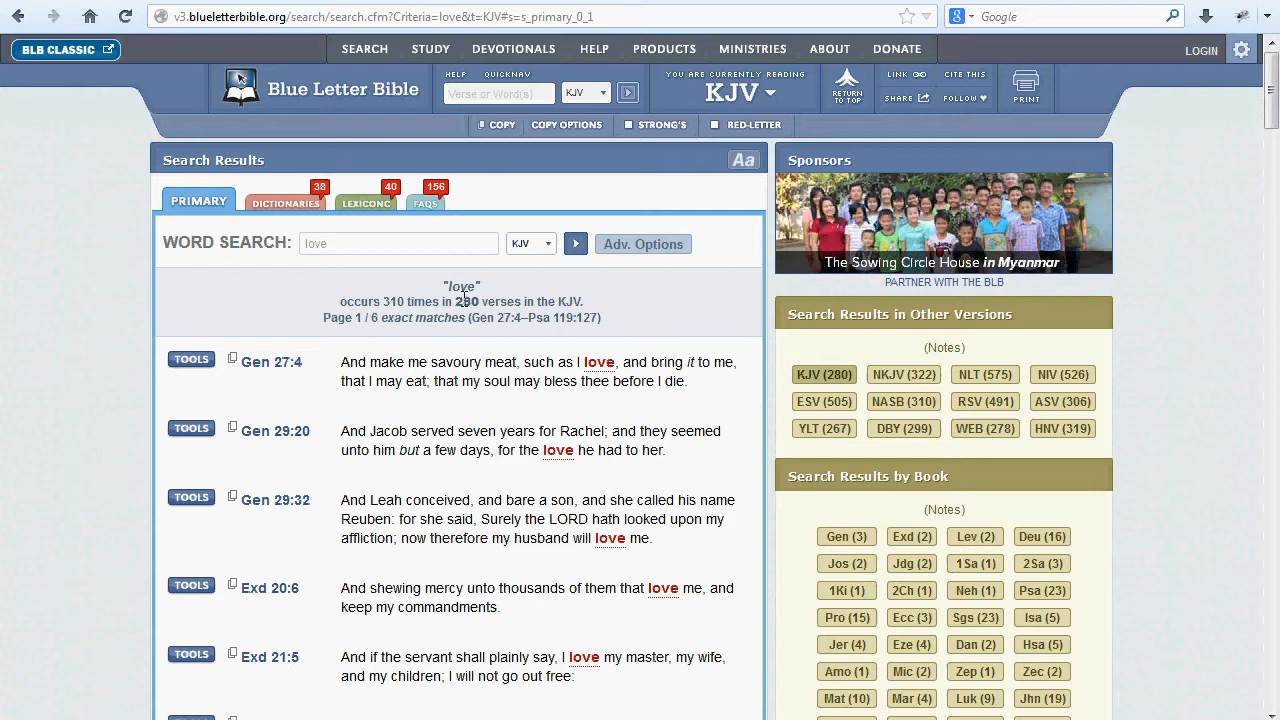 v3.blueletterbible.org/search/search.cfm?Criteria=love&t=KJV#s=s_primary_0_1
Google
BLB CLASSIC
SEARCH STUDY DEVOTIONALS HELP PRODUCTS MINISTRIES ABOUT DONATE
LOGIN
Blue Letter Bible
HELP QUICKNAV
Verse or Word(s)
KJV
YOU ARE CURRENTLY READING
KJV
RETURN
TO TOP
LINK CITE THIS
SHARE FOLLOW
PRINT
COPY COPY OPTIONS STRONG'S RED-LETTER
Search Results
Aa
PRIMARY
DICTIONARIES 38
LEXICONC 40
FAQS 156
WORD SEARCH: love KJV Adv. Options
"love"
occurs 310 times in 280 verses in the KJV.
Page 1 / 6 exact matches (Gen 27:4–Psa 119:127)
TOOLS Gen 27:4 And make me savoury meat, such as I love, and bring it to me,
that I may eat; that my soul may bless thee before I die.
TOOLS Gen 29:20 And Jacob served seven years for Rachel; and they seemed
unto him but a few days, for the love he had to her.
TOOLS Gen 29:32 And Leah conceived, and bare a son, and she called his name
Reuben: for she said, Surely the LORD hath looked upon my
affliction; now therefore my husband will love me.
TOOLS Exd 20:6 And shewing mercy unto thousands of them that love me, and
keep my commandments.
TOOLS Exd 21:5 And if the servant shall plainly say, I love my master, my wife,
and my children; I will not go out free:
Sponsors
The Sowing Circle House in Myanmar
PARTNER WITH THE BLB
Search Results in Other Versions
(Notes)
KJV (280) NKJV (322) NLT (575) NIV (526)
ESV (505) NASB (310) RSV (491) ASV (306)
YLT (267) DBY (299) WEB (278) HNV (319)
Search Results by Book
(Notes)
Gen (3) Exd (2) Lev (2) Deu (16)
Jos (2) Jdg (2) 1Sa (1) 2Sa (3)
1Ki (1) 2Ch (1) Neh (1) Psa (23)
Pro (15) Ecc (3) Sgs (23) Isa (5)
Jer (4) Eze (4) Dan (2) Hsa (5)
Amo (1) Mic (2) Zep (1) Zec (2)
Mat (10) Mar (4) Luk (9) Jhn (19)